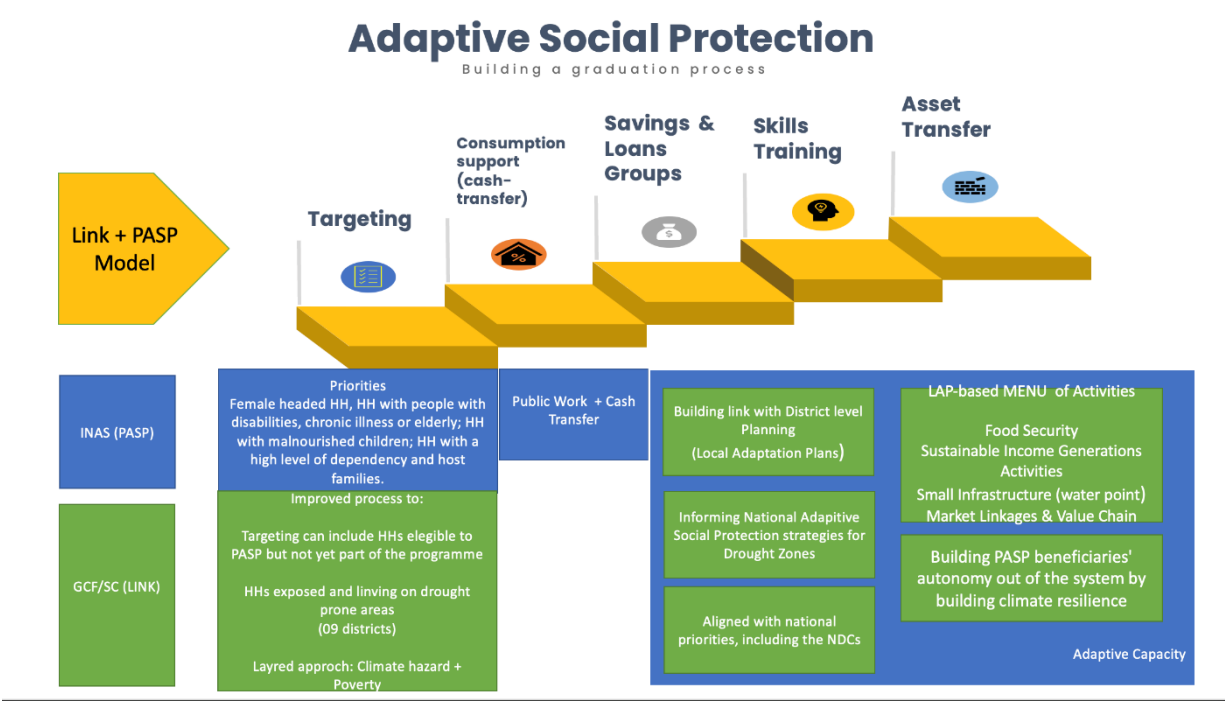 Adaptive Social Protection
Building a graduation process
Asset
Transfer
Savings &
Loans
Groups
Skills
Training
Consumption
support
(cash-
transfer)
Targeting
Link + PASP
Model
%
$
INAS (PASP)
Priorities
Female headed HH, HH with people with
disabilities, chronic illness or elderly; HH
with malnourished children; HH with a
high level of dependency and host
families.
Public Work + Cash
Transfer
GCF/SC (LINK)
Improved process to:
Targeting can include HHs elegible to
PASP but not yet part of the programme
HHs exposed and linving on drought
prone areas
(09 districts)
Layred approch: Climate hazard +
Poverty
Building link with District level
Planning
(Local Adaptation Plans)
Informing National Adapitive
Social Protection strategies for
Drought Zones
Aligned with national
priorities, including the NDCs
LAP-based MENU of Activities
Food Security
Sustainable Income Generations
Activities
Small Infrastructure (water point)
Market Linkages & Value Chain
Building PASP beneficiaries'
autonomy out of the system by
building climate resilience
Adaptive Capacity